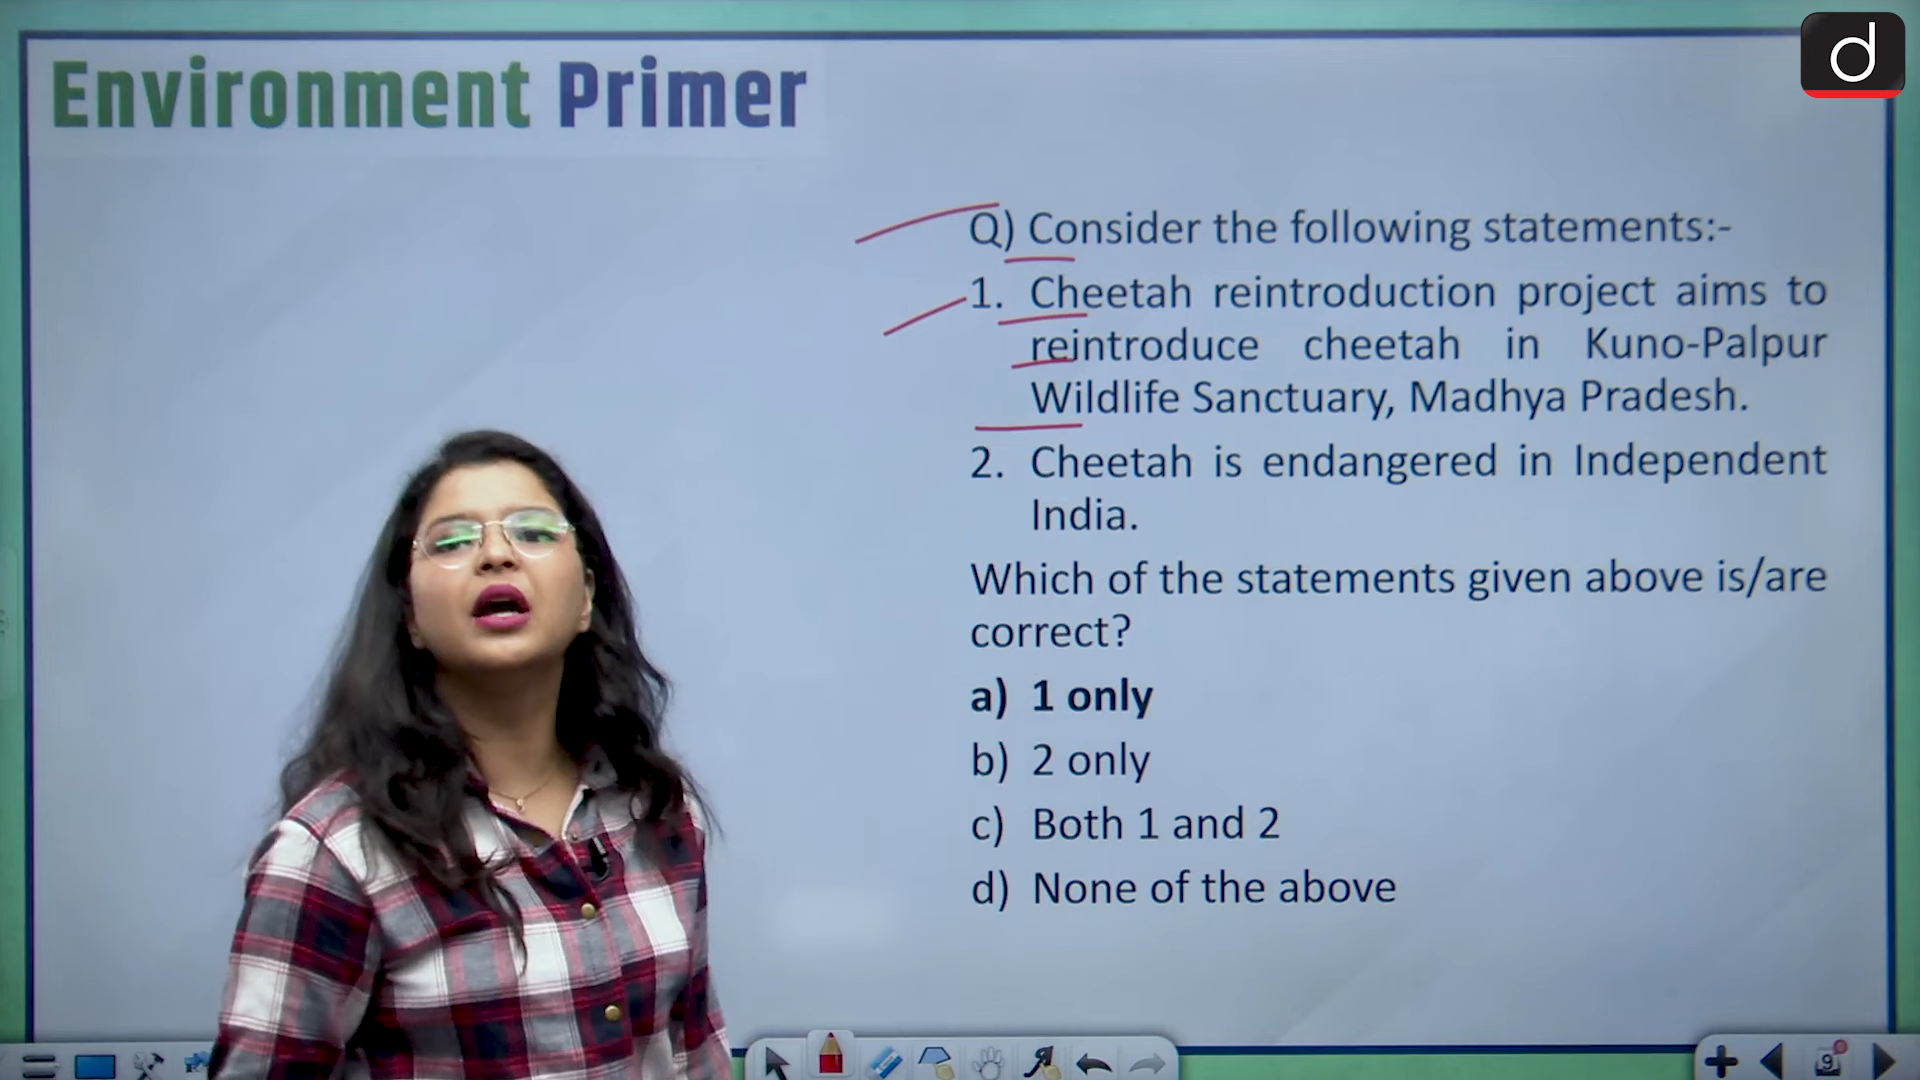 Environment Primer
d
Q) Consider the following statements:-
1. Cheetah reintroduction project aims to
reintroduce cheetah in Kuno-Palpur
Wildlife Sanctuary, Madhya Pradesh.
2. Cheetah is endangered in Independent
India.
Which of the statements given above is/are
correct?
a) 1 only
b) 2 only
c) Both 1 and 2
d) None of the above
9